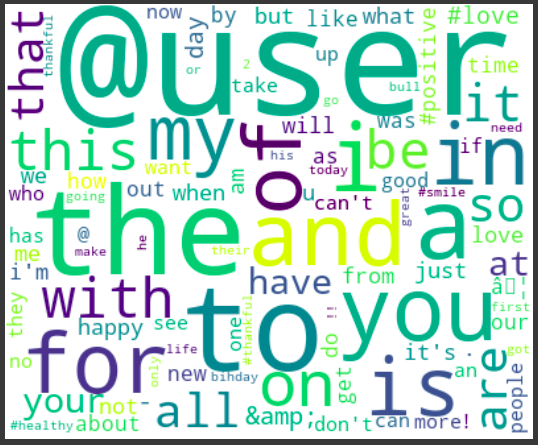 now by but like what #love
that thankful @user day or 2 take up go bull #positive time it
this my of will was i be in if need
we who how going want out when am his as today u can't good #smile great so
has me i'm @ make he the their and a love at
with have from just you â¦ first our
they happy see to one #thankful do it's . an got
no for life only new bihday on get is are people
your not - all &amp; don't can more!
#healthy about